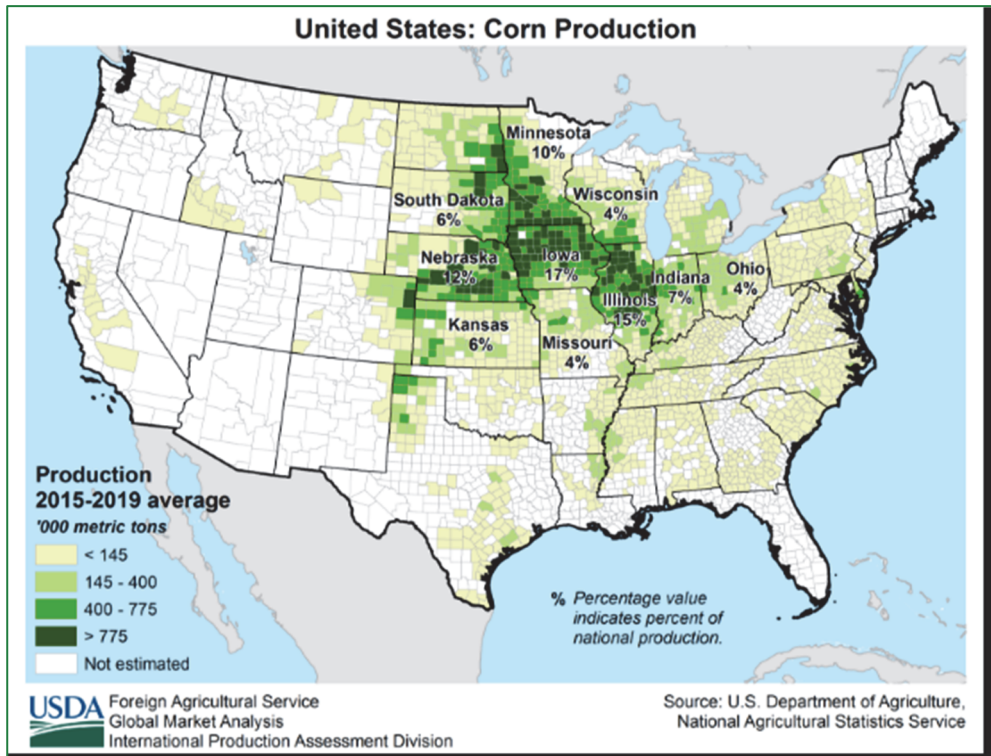 United States: Corn Production
Minnesota
10%
South Dakota
6%
Wisconsin
4%
Nebraska
12%
Iowa
17%
Indiana
7%
Ohio
4%
Illinois
15%
Kansas
6%
Missouri
4%
Production
2015-2019 average
'000 metric tons
< 145
145 - 400
400 - 775
> 775
Not estimated
% Percentage value
indicates percent of
national production.
USDA
Foreign Agricultural Service
Global Market Analysis
International Production Assessment Division
Source: U.S. Department of Agriculture,
National Agricultural Statistics Service